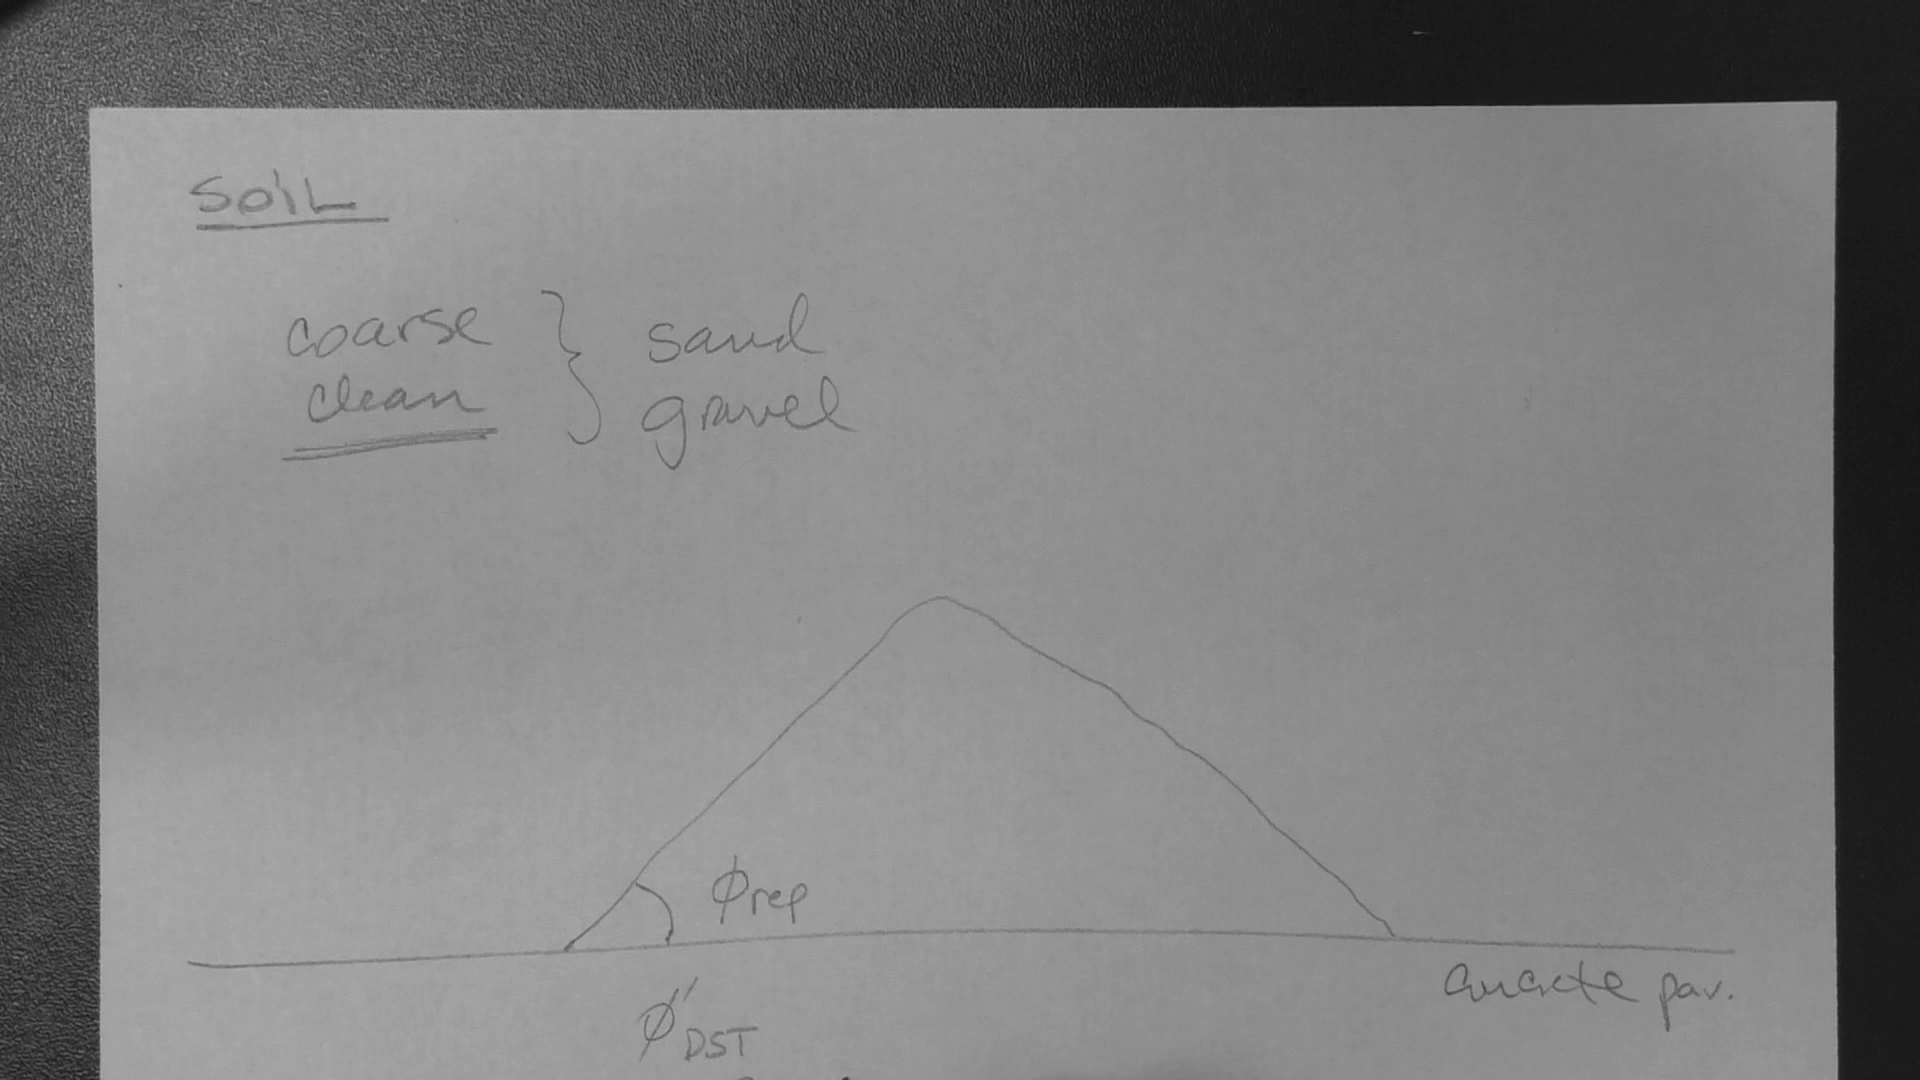 SOIL
coarse } sand
clean gravel
ϕrep
concrete pav.
ϕ'DST